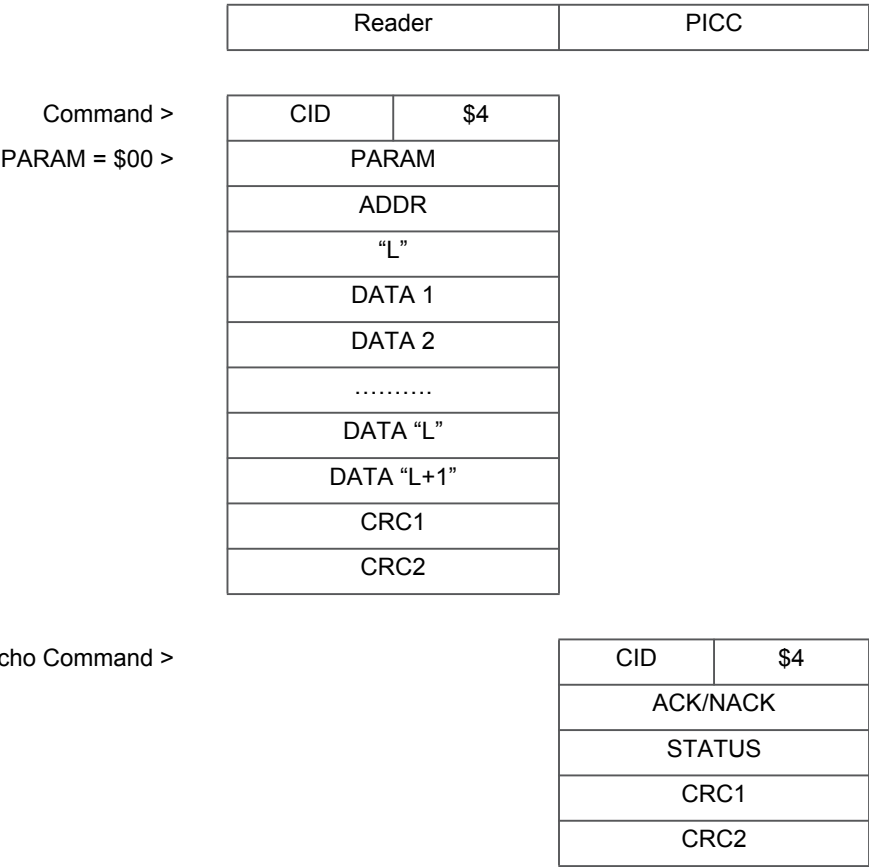 Reader PICC
Command > CID $4
PARAM = $00 > PARAM
ADDR
“L”
DATA 1
DATA 2
……….
DATA “L”
DATA “L+1”
CRC1
CRC2
cho Command > CID $4
ACK/NACK
STATUS
CRC1
CRC2